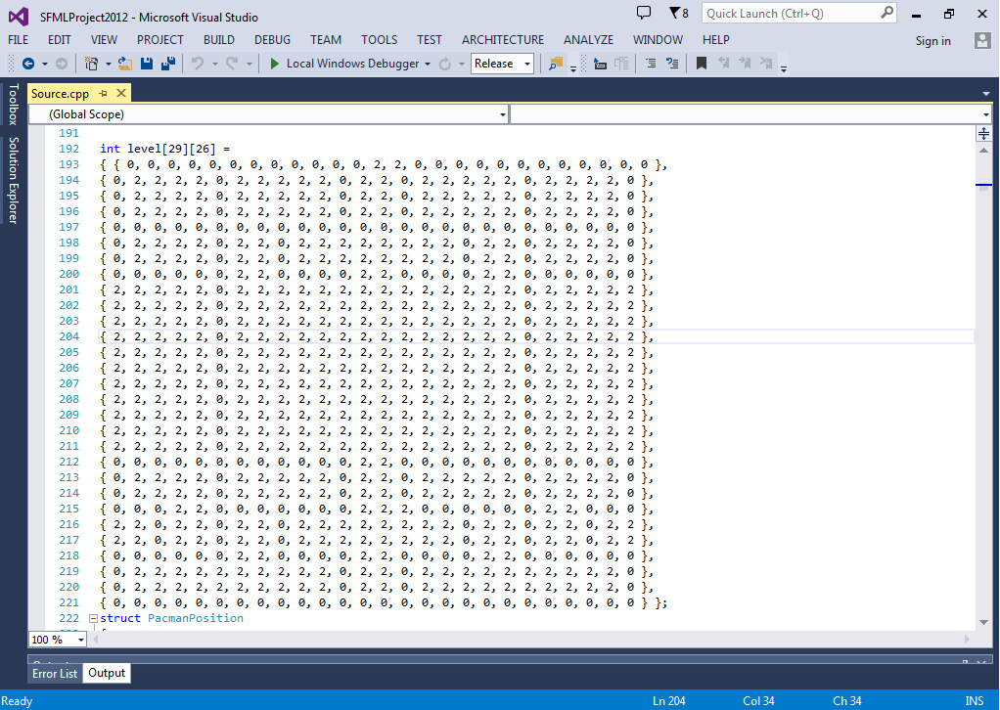 SFMLProject2012 - Microsoft Visual Studio
8
Quick Launch (Ctrl+Q)
FILE EDIT VIEW PROJECT BUILD DEBUG TEAM TOOLS TEST ARCHITECTURE ANALYZE WINDOW HELP
Sign in
Local Windows Debugger Release
Toolbox
Solution Explorer
Source.cpp
(Global Scope)
191
192 int level[29][26] =
193 { { 0, 0, 0, 0, 0, 0, 0, 0, 0, 0, 0, 0, 2, 2, 0, 0, 0, 0, 0, 0, 0, 0, 0, 0, 0, 0 },
194 { 0, 2, 2, 2, 2, 0, 2, 2, 2, 2, 2, 0, 2, 2, 0, 2, 2, 2, 2, 2, 0, 2, 2, 2, 2, 0 },
195 { 0, 2, 2, 2, 2, 0, 2, 2, 2, 2, 2, 0, 2, 2, 0, 2, 2, 2, 2, 2, 0, 2, 2, 2, 2, 0 },
196 { 0, 2, 2, 2, 2, 0, 2, 2, 2, 2, 2, 0, 2, 2, 0, 2, 2, 2, 2, 2, 0, 2, 2, 2, 2, 0 },
197 { 0, 0, 0, 0, 0, 0, 0, 0, 0, 0, 0, 0, 0, 0, 0, 0, 0, 0, 0, 0, 0, 0, 0, 0, 0, 0 },
198 { 0, 2, 2, 2, 2, 0, 2, 2, 0, 2, 2, 2, 2, 2, 2, 2, 2, 0, 2, 2, 0, 2, 2, 2, 2, 0 },
199 { 0, 2, 2, 2, 2, 0, 2, 2, 0, 2, 2, 2, 2, 2, 2, 2, 2, 0, 2, 2, 0, 2, 2, 2, 2, 0 },
200 { 0, 0, 0, 0, 0, 0, 2, 2, 0, 0, 0, 0, 2, 2, 0, 0, 0, 0, 2, 2, 0, 0, 0, 0, 0, 0 },
201 { 2, 2, 2, 2, 2, 0, 2, 2, 2, 2, 2, 2, 2, 2, 2, 2, 2, 2, 2, 2, 0, 2, 2, 2, 2, 2 },
202 { 2, 2, 2, 2, 2, 0, 2, 2, 2, 2, 2, 2, 2, 2, 2, 2, 2, 2, 2, 2, 0, 2, 2, 2, 2, 2 },
203 { 2, 2, 2, 2, 2, 0, 2, 2, 2, 2, 2, 2, 2, 2, 2, 2, 2, 2, 2, 2, 0, 2, 2, 2, 2, 2 },
204 { 2, 2, 2, 2, 2, 0, 2, 2, 2, 2, 2, 2, 2, 2, 2, 2, 2, 2, 2, 2, 0, 2, 2, 2, 2, 2 },
205 { 2, 2, 2, 2, 2, 0, 2, 2, 2, 2, 2, 2, 2, 2, 2, 2, 2, 2, 2, 2, 0, 2, 2, 2, 2, 2 },
206 { 2, 2, 2, 2, 2, 0, 2, 2, 2, 2, 2, 2, 2, 2, 2, 2, 2, 2, 2, 2, 0, 2, 2, 2, 2, 2 },
207 { 2, 2, 2, 2, 2, 0, 2, 2, 2, 2, 2, 2, 2, 2, 2, 2, 2, 2, 2, 2, 0, 2, 2, 2, 2, 2 },
208 { 2, 2, 2, 2, 2, 0, 2, 2, 2, 2, 2, 2, 2, 2, 2, 2, 2, 2, 2, 2, 0, 2, 2, 2, 2, 2 },
209 { 2, 2, 2, 2, 2, 0, 2, 2, 2, 2, 2, 2, 2, 2, 2, 2, 2, 2, 2, 2, 0, 2, 2, 2, 2, 2 },
210 { 2, 2, 2, 2, 2, 0, 2, 2, 2, 2, 2, 2, 2, 2, 2, 2, 2, 2, 2, 2, 0, 2, 2, 2, 2, 2 },
211 { 2, 2, 2, 2, 2, 0, 2, 2, 2, 2, 2, 2, 2, 2, 2, 2, 2, 2, 2, 2, 0, 2, 2, 2, 2, 2 },
212 { 0, 0, 0, 0, 0, 0, 0, 0, 0, 0, 0, 0, 2, 2, 0, 0, 0, 0, 0, 0, 0, 0, 0, 0, 0, 0 },
213 { 0, 2, 2, 2, 2, 0, 2, 2, 2, 2, 2, 0, 2, 2, 0, 2, 2, 2, 2, 2, 0, 2, 2, 2, 2, 0 },
214 { 0, 2, 2, 2, 2, 0, 2, 2, 2, 2, 2, 0, 2, 2, 0, 2, 2, 2, 2, 2, 0, 2, 2, 2, 2, 0 },
215 { 0, 0, 0, 2, 2, 0, 0, 0, 0, 0, 0, 0, 2, 2, 2, 0, 0, 0, 0, 0, 0, 2, 2, 0, 0, 0 },
216 { 2, 2, 0, 2, 2, 0, 2, 2, 0, 2, 2, 2, 2, 2, 2, 2, 2, 0, 2, 2, 0, 2, 2, 0, 2, 2 },
217 { 2, 2, 0, 2, 2, 0, 2, 2, 0, 2, 2, 2, 2, 2, 2, 2, 2, 0, 2, 2, 0, 2, 2, 0, 2, 2 },
218 { 0, 0, 0, 0, 0, 0, 2, 2, 0, 0, 0, 0, 2, 2, 0, 0, 0, 0, 2, 2, 0, 0, 0, 0, 0, 0 },
219 { 0, 2, 2, 2, 2, 2, 2, 2, 2, 2, 2, 0, 2, 2, 0, 2, 2, 2, 2, 2, 2, 2, 2, 2, 2, 0 },
220 { 0, 2, 2, 2, 2, 2, 2, 2, 2, 2, 2, 0, 2, 2, 0, 2, 2, 2, 2, 2, 2, 2, 2, 2, 2, 0 },
221 { 0, 0, 0, 0, 0, 0, 0, 0, 0, 0, 0, 0, 0, 0, 0, 0, 0, 0, 0, 0, 0, 0, 0, 0, 0, 0 } };
222 struct PacmanPosition
100 %
Error List Output
Ready Ln 204 Col 34 Ch 34 INS